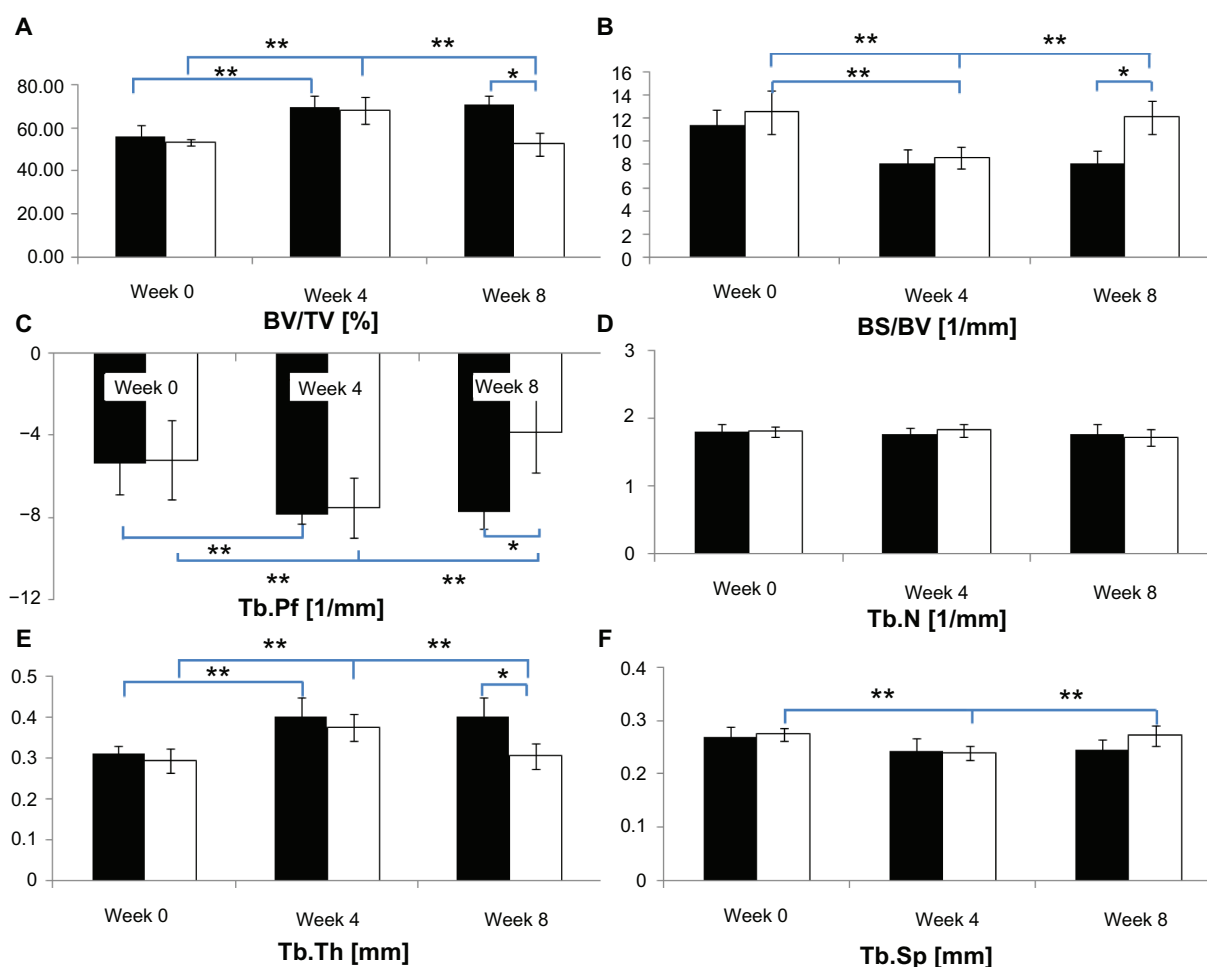 A
** **
** *
80.00
60.00
40.00
20.00
0.00
Week 0 Week 4 Week 8
BV/TV [%]
B
** **
** *
16
14
12
10
8
6
4
2
0
Week 0 Week 4 Week 8
BS/BV [1/mm]
C
0
−4
−8
−12
Week 0 Week 4 Week 8
** *
** **
Tb.Pf [1/mm]
D
3
2
1
0
Week 0 Week 4 Week 8
Tb.N [1/mm]
E
** **
** *
0.5
0.4
0.3
0.2
0.1
0
Week 0 Week 4 Week 8
Tb.Th [mm]
F
** **
0.4
0.3
0.2
0.1
0
Week 0 Week 4 Week 8
Tb.Sp [mm]